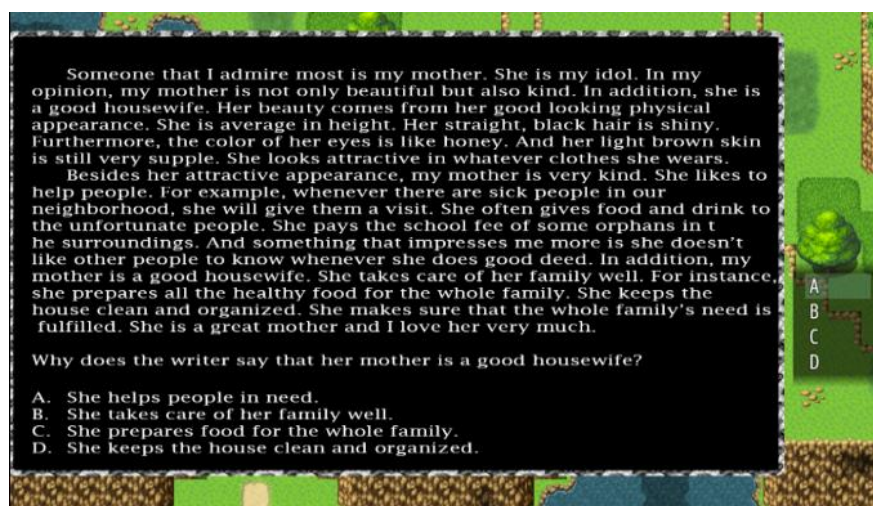 Someone that I admire most is my mother. She is my idol. In my
opinion, my mother is not only beautiful but also kind. In addition, she is
a good housewife. Her beauty comes from her good looking physical
appearance. She is average in height. Her straight, black hair is shiny.
Furthermore, the color of her eyes is like honey. And her light brown skin
is still very supple. She looks attractive in whatever clothes she wears.
Besides her attractive appearance, my mother is very kind. She likes to
help people. For example, whenever there are sick people in our
neighborhood, she will give them a visit. She often gives food and drink to
the unfortunate people. She pays the school fee of some orphans in t
he surroundings. And something that impresses me more is she doesn't
like other people to know whenever she does good deed. In addition, my
mother is a good housewife. She takes care of her family well. For instance,
she prepares all the healthy food for the whole family. She keeps the
house clean and organized. She makes sure that the whole family's need is
fulfilled. She is a great mother and I love her very much.
Why does the writer say that her mother is a good housewife?
A. She helps people in need.
B. She takes care of her family well.
C. She prepares food for the whole family.
D. She keeps the house clean and organized.
A
B
C
D